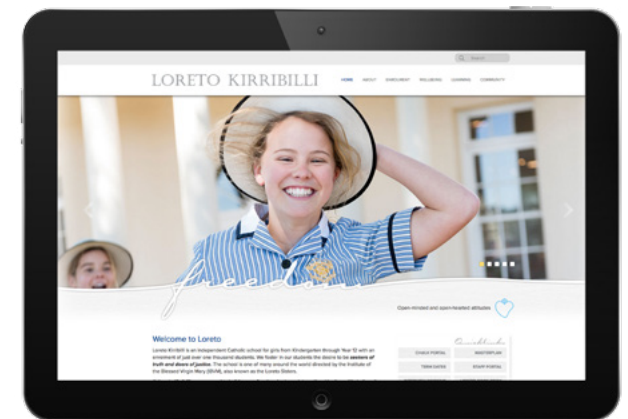 Search
LORETO KIRRIBILLI
HOME ABOUT ENROLMENT WELLBEING LEARNING COMMUNITY
freedom
Open-minded and open-hearted attitudes
Welcome to Loreto
Loreto Kirribilli is an Independent Catholic school for girls from Kindergarten through Year 12 with an
enrolment of just over one thousand students. We foster in our students the desire to be seekers of
truth and doers of justice. The school is one of many around the world directed by the Institute of
the Blessed Virgin Mary (IBVM), also known as the Loreto Sisters.
Quicklinks
CHALK PORTAL MASTERPLAN
TERM DATES STAFF PORTAL